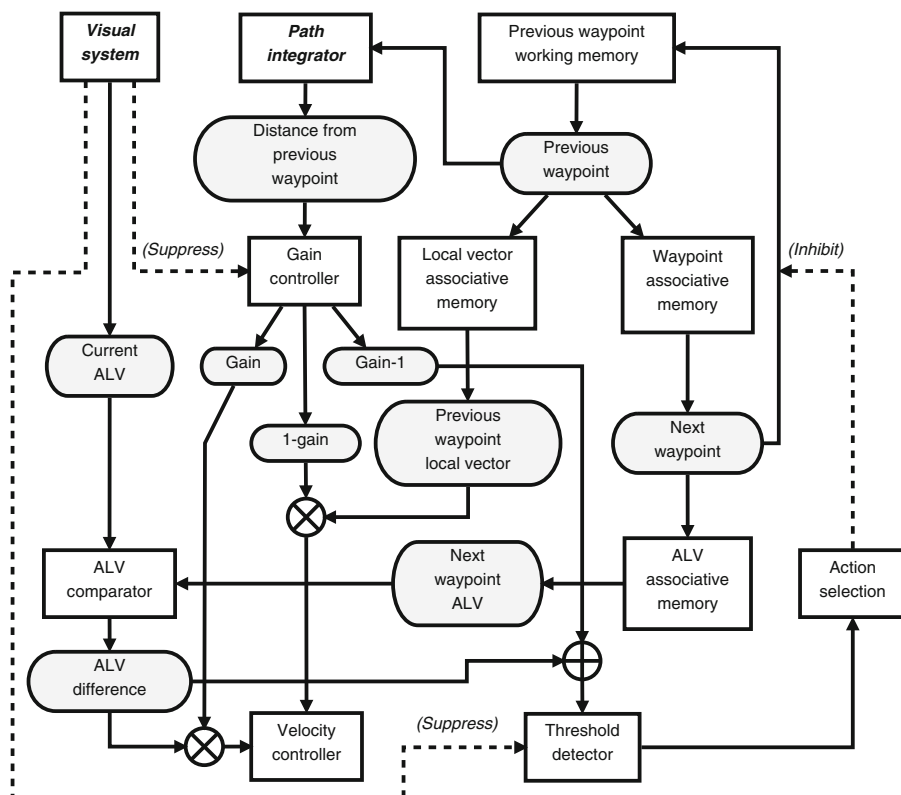 Visual
system
Path
integrator
Previous waypoint
working memory
Distance from
previous
waypoint
Previous
waypoint
(Suppress)
Gain
controller
Local vector
associative
memory
Waypoint
associative
memory
(Inhibit)
Current
ALV
Gain
Gain-1
1-gain
Previous
waypoint
local vector
Next
waypoint
ALV
comparator
Next
waypoint
ALV
ALV
associative
memory
Action
selection
ALV
difference
Velocity
controller
(Suppress)
Threshold
detector